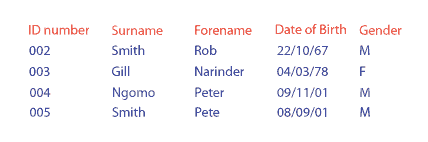 ID number Surname Forename Date of Birth Gender
002 Smith Rob 22/10/67 M
003 Gill Narinder 04/03/78 F
004 Ngomo Peter 09/11/01 M
005 Smith Pete 08/09/01 M